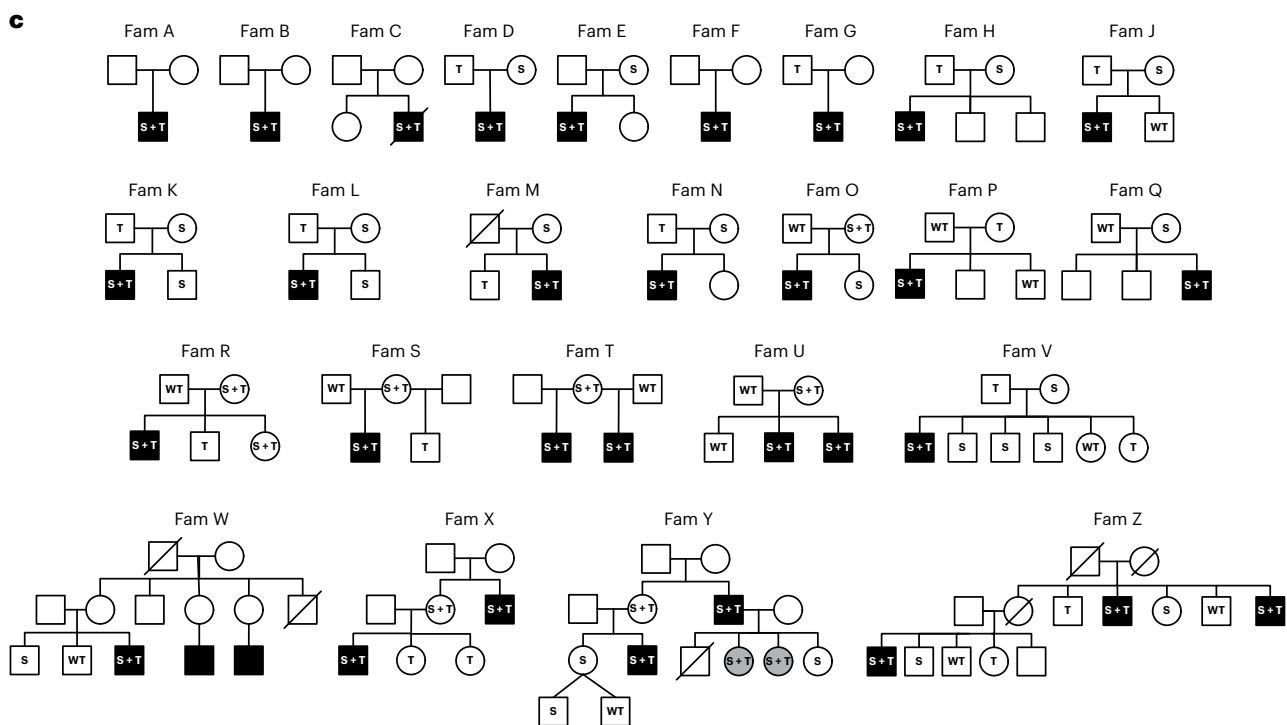 c
Fam A Fam B Fam C Fam D Fam E Fam F Fam G Fam H Fam J
T S S T T S T S
S + T S + T S + T S + T S + T S + T S + T S + T S + T WT
Fam K Fam L Fam M Fam N Fam O Fam P Fam Q
T S T S S T S WT S + T WT T WT S
S + T S S + T S T S + T S + T S + T S S + T WT S + T
Fam R Fam S Fam T Fam U Fam V
WT S + T WT S + T S + T WT WT S + T T S
S + T T S + T S + T T S + T S + T WT S + T S + T S + T S S S WT T
Fam W Fam X Fam Y Fam Z
S + T S + T S + T S + T T S + T S WT S + T
S WT S + T S + T T T S S + T S + T S + T S S + T S WT T
S WT